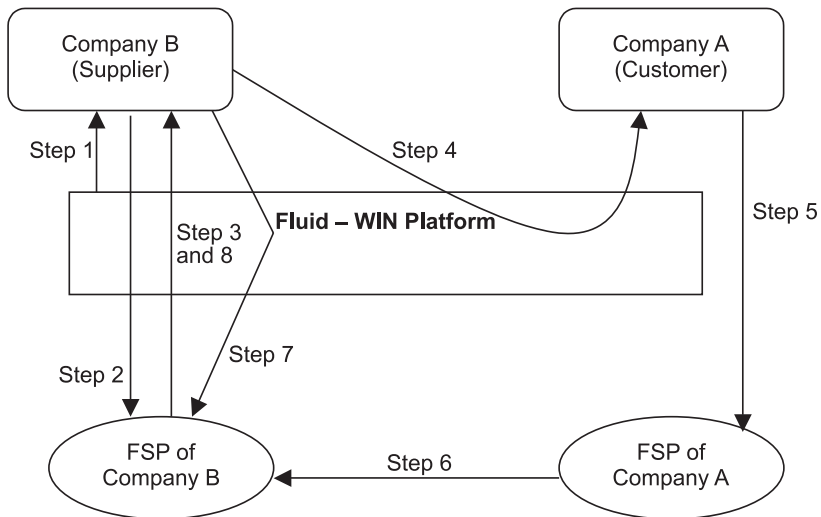 Company B
(Supplier)
Company A
(Customer)
Step 1
Step 4
Step 5
Fluid – WIN Platform
Step 3
and 8
Step 7
Step 2
FSP of
Company B
Step 6
FSP of
Company A